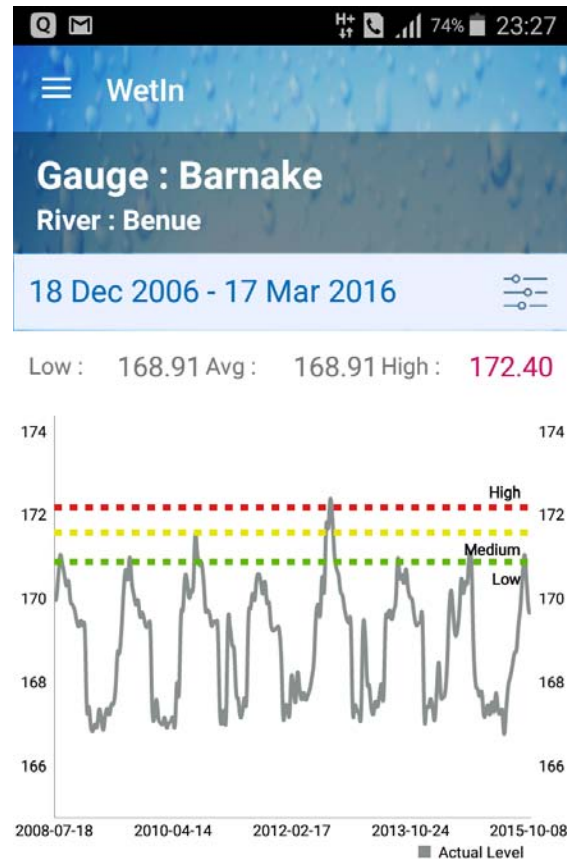 Q H+ 74% 23:27
WetIn
Gauge : Barnake
River : Benue
18 Dec 2006 - 17 Mar 2016
Low : 168.91 Avg : 168.91 High : 172.40
174 174
High
172 172
Medium
Low
170 170
168 168
166 166
2008-07-18 2010-04-14 2012-02-17 2013-10-24 2015-10-08
Actual Level